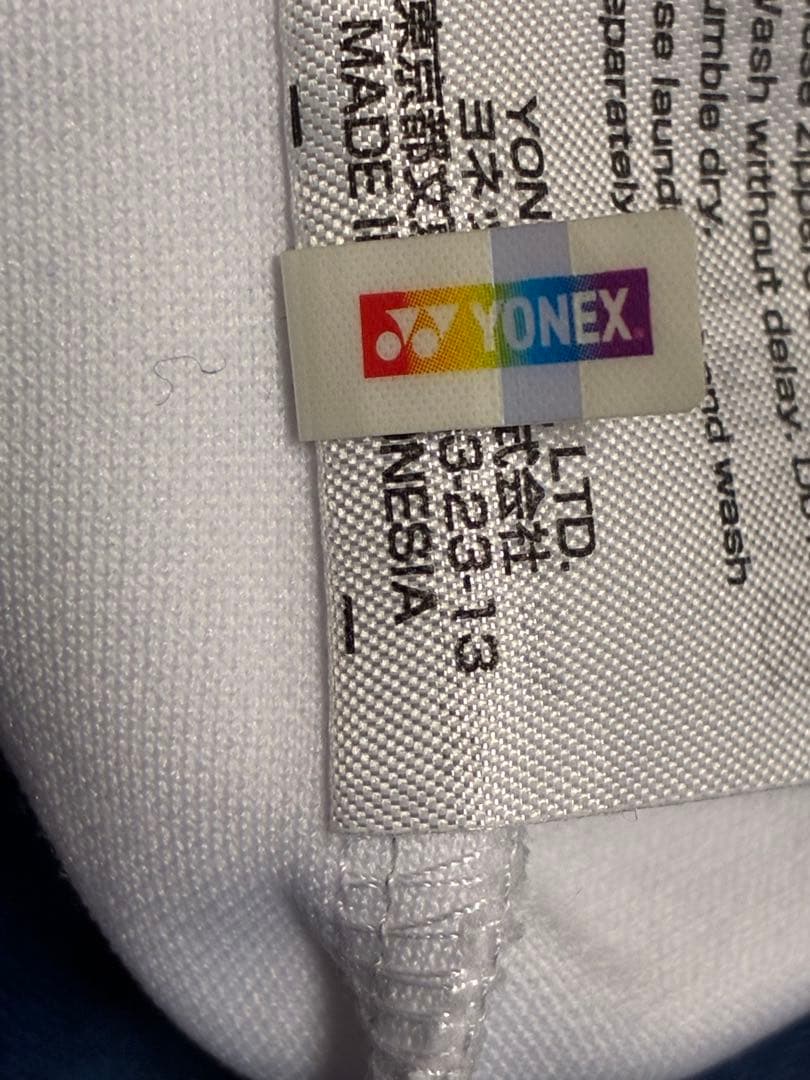 Wash without delay.
umble dry. and wash
se laund
eparately
YON LTD.
ヨネ 式会社
東京都文 3-23-13
MADE I ONESIA
YONEX